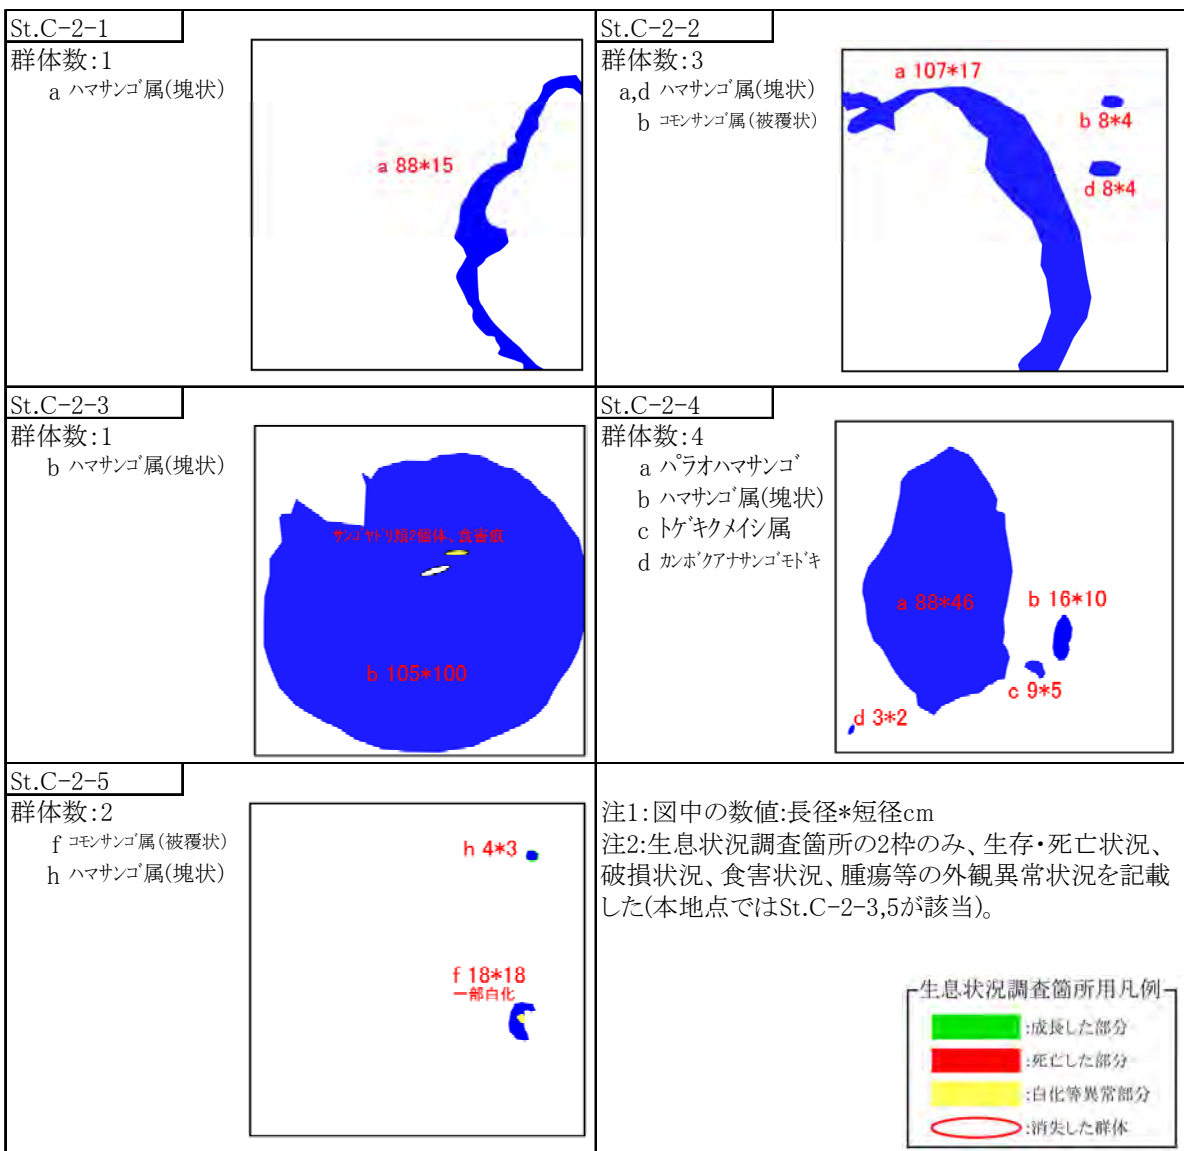 St.C-2-1
群体数:1
a ﾊﾏｻﾝｺﾞ属(塊状)
a 88*15
St.C-2-2
群体数:3
a,d ﾊﾏｻﾝｺﾞ属(塊状)
b ｺﾓﾝｻﾝｺﾞ属(被覆状)
a 107*17
b 8*4
d 8*4
St.C-2-3
群体数:1
b ﾊﾏｻﾝｺﾞ属(塊状)
サンゴヤドリ類2個体、食害痕
b 105*100
St.C-2-4
群体数:4
a ﾊﾟﾗｵﾊﾏｻﾝｺﾞ
b ﾊﾏｻﾝｺﾞ属(塊状)
c ﾄｹﾞｷｸﾒｲｼ属
d ｶﾝﾎﾞｸｱﾅｻﾝｺﾞﾓﾄﾞｷ
a 88*46
b 16*10
c 9*5
d 3*2
St.C-2-5
群体数:2
f ｺﾓﾝｻﾝｺﾞ属(被覆状)
h ﾊﾏｻﾝｺﾞ属(塊状)
h 4*3
f 18*18
一部白化
注1:図中の数値:長径*短径cm
注2:生息状況調査箇所の2枠のみ、生存・死亡状況、
破損状況、食害状況、腫瘍等の外観異常状況を記載
した(本地点ではSt.C-2-3,5が該当)。
生息状況調査箇所用凡例
:成長した部分
:死亡した部分
:白化等異常部分
:消失した群体